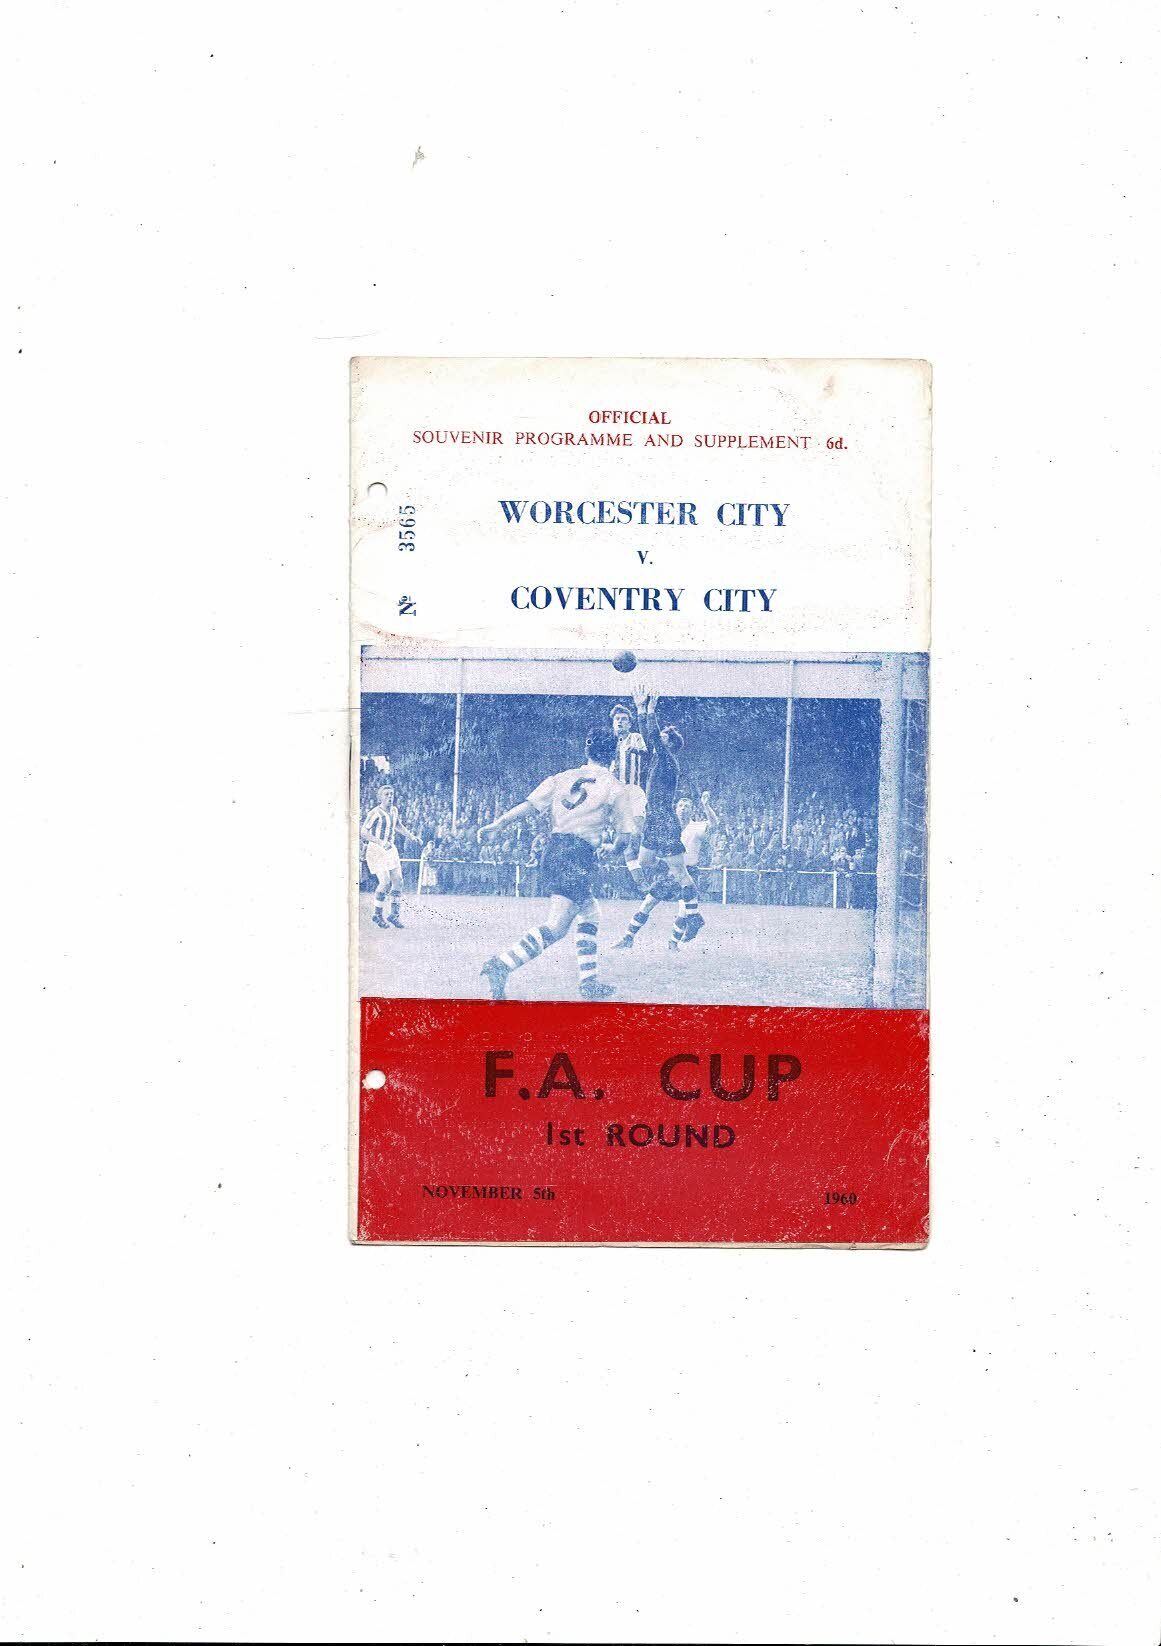 OFFICIAL
SOUVENIR PROGRAMME AND SUPPLEMENT 6d.
№ 3565
WORCESTER CITY
V.
COVENTRY CITY
5
F.A. CUP
1st ROUND
NOVEMBER 5th 1960